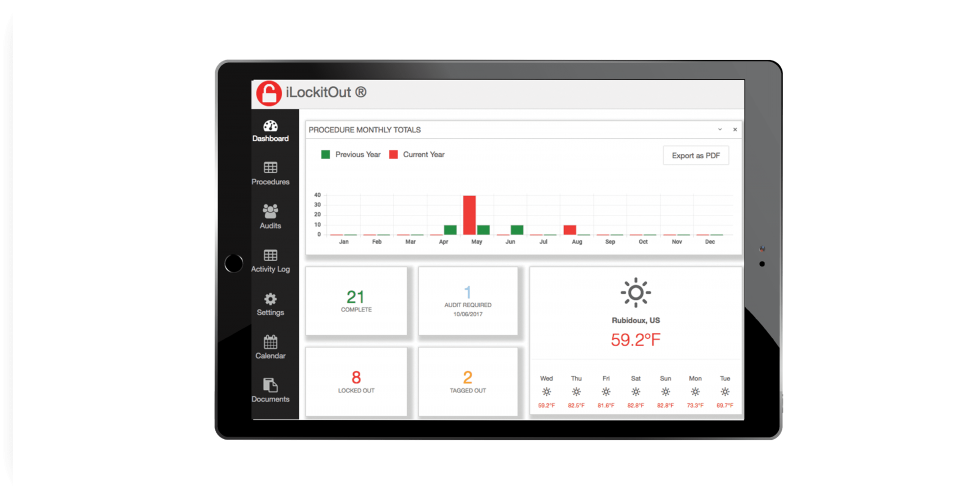 iLockitOut ®
Dashboard
Procedures
Audits
Activity Log
Settings
Calendar
Documents
PROCEDURE MONTHLY TOTALS
Previous Year Current Year
Export as PDF
40
30
20
10
0
Jan Feb Mar Apr May Jun Jul Aug Sep Oct Nov Dec
21
COMPLETE
1
AUDIT REQUIRED
10/06/2017
8
LOCKED OUT
2
TAGGED OUT
Rubidoux, US
59.2°F
Wed Thu Fri Sat Sun Mon Tue
59.2°F 82.5°F 81.6°F 82.8°F 82.8°F 73.3°F 69.7°F